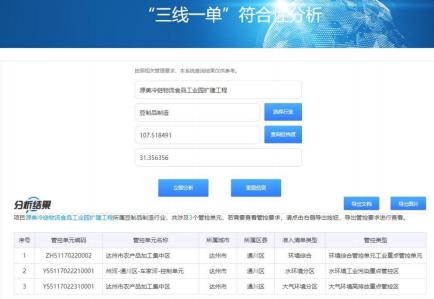 “三线一单”符合性分析
按照相关管理要求，本系统查询结果仅供参考。
源美冷链物流食品工业园扩建工程
豆制品制造
选择行业
107.518491
查询经纬度
31.356356
立即分析
重置信息
分析结果
导出文档
导出图片
项目源美冷链物流食品工业园扩建工程所属豆制品制造行业，共涉及3个管控单元，若需要查看管控要求，请点击右侧导出按钮，导出管控要求进行查看。
序号 管控单元编码 管控单元名称 所属城市 所属区县 准入清单类型 管控类型
1 ZH51170220002 达州市农产品加工集中区 达州市 通川区 环境综合 环境综合管控单元工业重点管控单元
2 YS5117022210001 州河-通川区-车家河-控制单元 达州市 通川区 水环境分区 水环境工业污染重点管控区
3 YS5117022310001 达州市农产品加工集中区 达州市 通川区 大气环境分区 大气环境高排放重点管控区